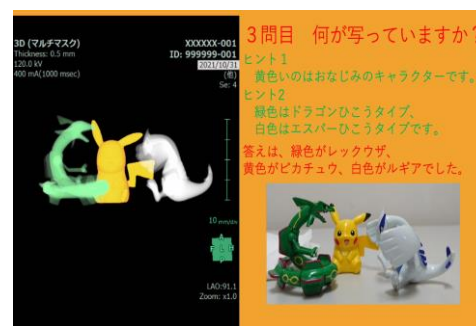 3D (マルチマスク)
Thickness: 0.5 mm
120.0 kV
400 mA(1000 msec)
XXXXXX-001
ID: 999999-001
2021/10/31
(他)
Se: 4
10 mm/div
LAO:91.1
Zoom: x1.0
3問目 何が写っていますか?
ヒント1
黄色いのはおなじみのキャラクターです。
ヒント2
緑色はドラゴンひこうタイプ、
白色はエスパーひこうタイプです。
答えは、緑色がレックウザ、
黄色がピカチュウ、白色がルギアでした。